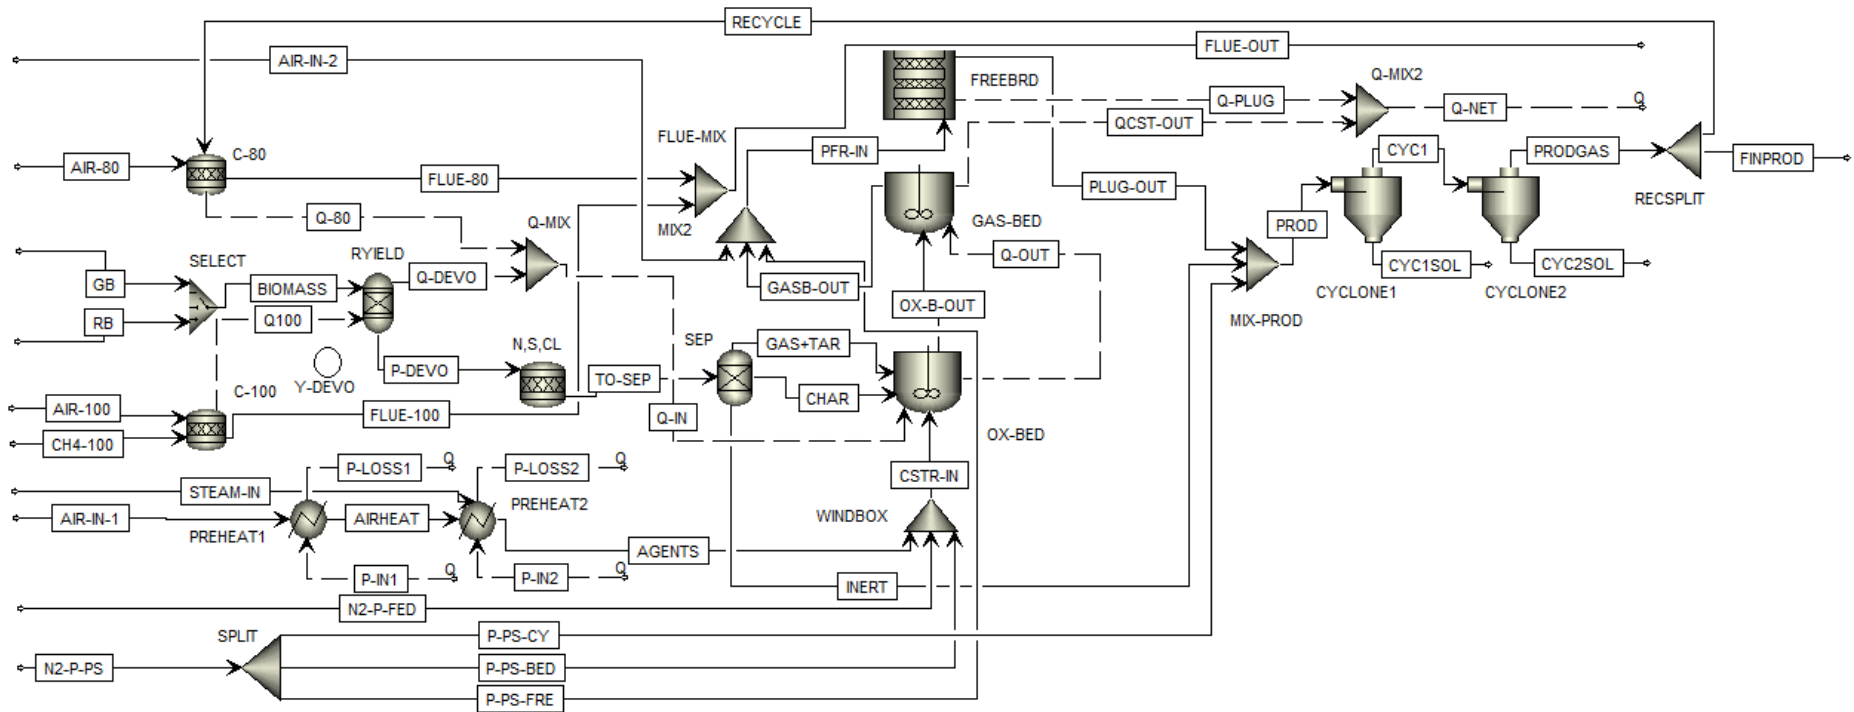 RECYCLE
FLUE-OUT
AIR-IN-2
Q-MIX2
FREEBRD
Q-PLUG
Q
Q-NET
QCST-OUT
FLUE-MIX
PFR-IN
CYC1
PRODGAS
FINPROD
C-80
AIR-80
FLUE-80
PLUG-OUT
RECSPLIT
Q-80
Q-MIX
MIX2
GAS-BED
PROD
Q-OUT
SELECT
RYIELD
Q-DEVO
CYC1SOL
CYC2SOL
GB
BIOMASS
GASB-OUT
CYCLONE1
CYCLONE2
OX-B-OUT
RB
Q100
MIX-PROD
N,S,CL
SEP
GAS+TAR
P-DEVO
TO-SEP
Y-DEVO
C-100
CHAR
AIR-100
FLUE-100
Q-IN
CH4-100
OX-BED
P-LOSS1
Q
P-LOSS2
Q
CSTR-IN
STEAM-IN
PREHEAT2
AIR-IN-1
AIRHEAT
WINDBOX
PREHEAT1
AGENTS
P-IN1
Q
P-IN2
Q
INERT
N2-P-FED
SPLIT
P-PS-CY
N2-P-PS
P-PS-BED
P-PS-FRE